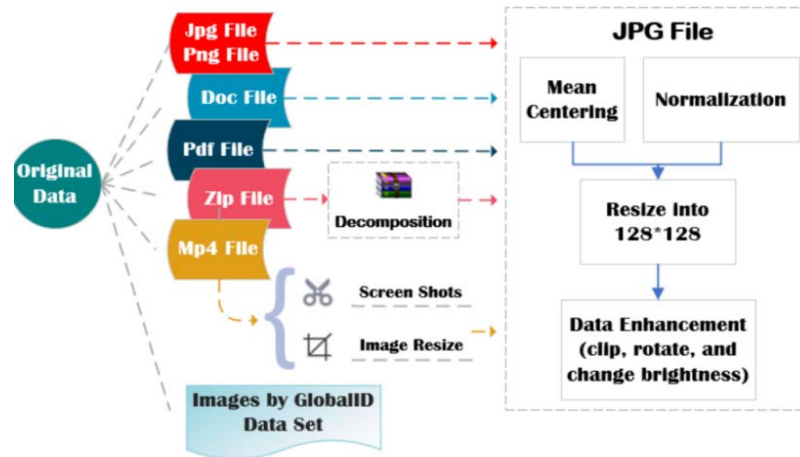 Original
Data
Jpg File
Png File
Doc File
Pdf File
Zip File
Mp4 File
Decomposition
Screen Shots
Image Resize
Images by GlobalID
Data Set
JPG File
Mean
Centering
Normalization
Resize into
128*128
Data Enhancement
(clip, rotate, and
change brightness)